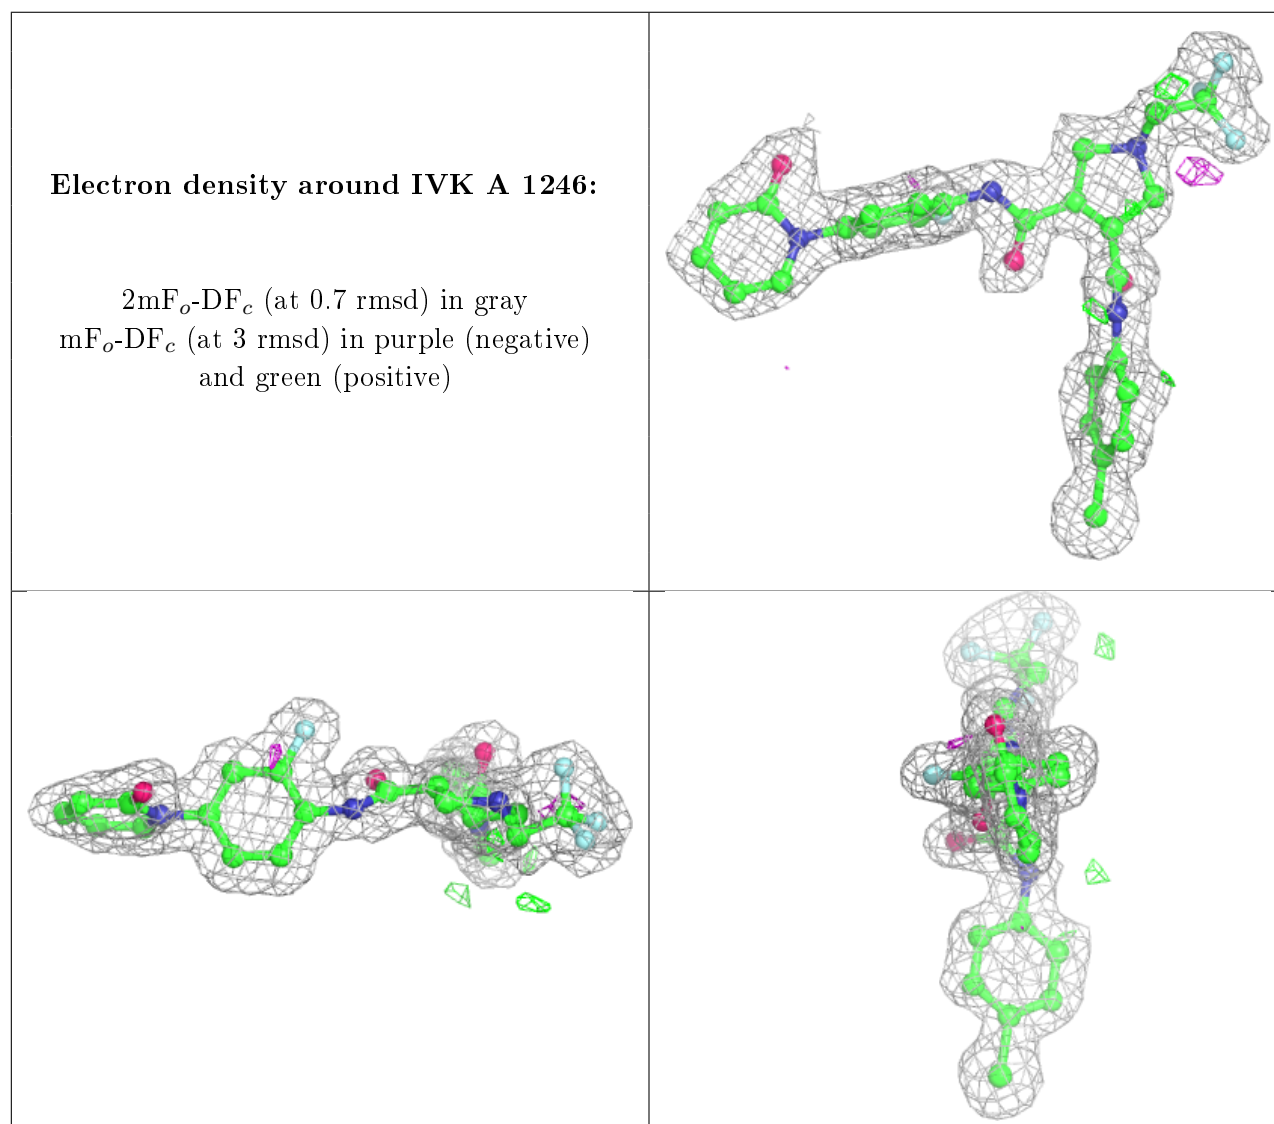 Electron density around IVK A 1246:
2mFo-DFc (at 0.7 rmsd) in gray
mFo-DFc (at 3 rmsd) in purple (negative)
and green (positive)